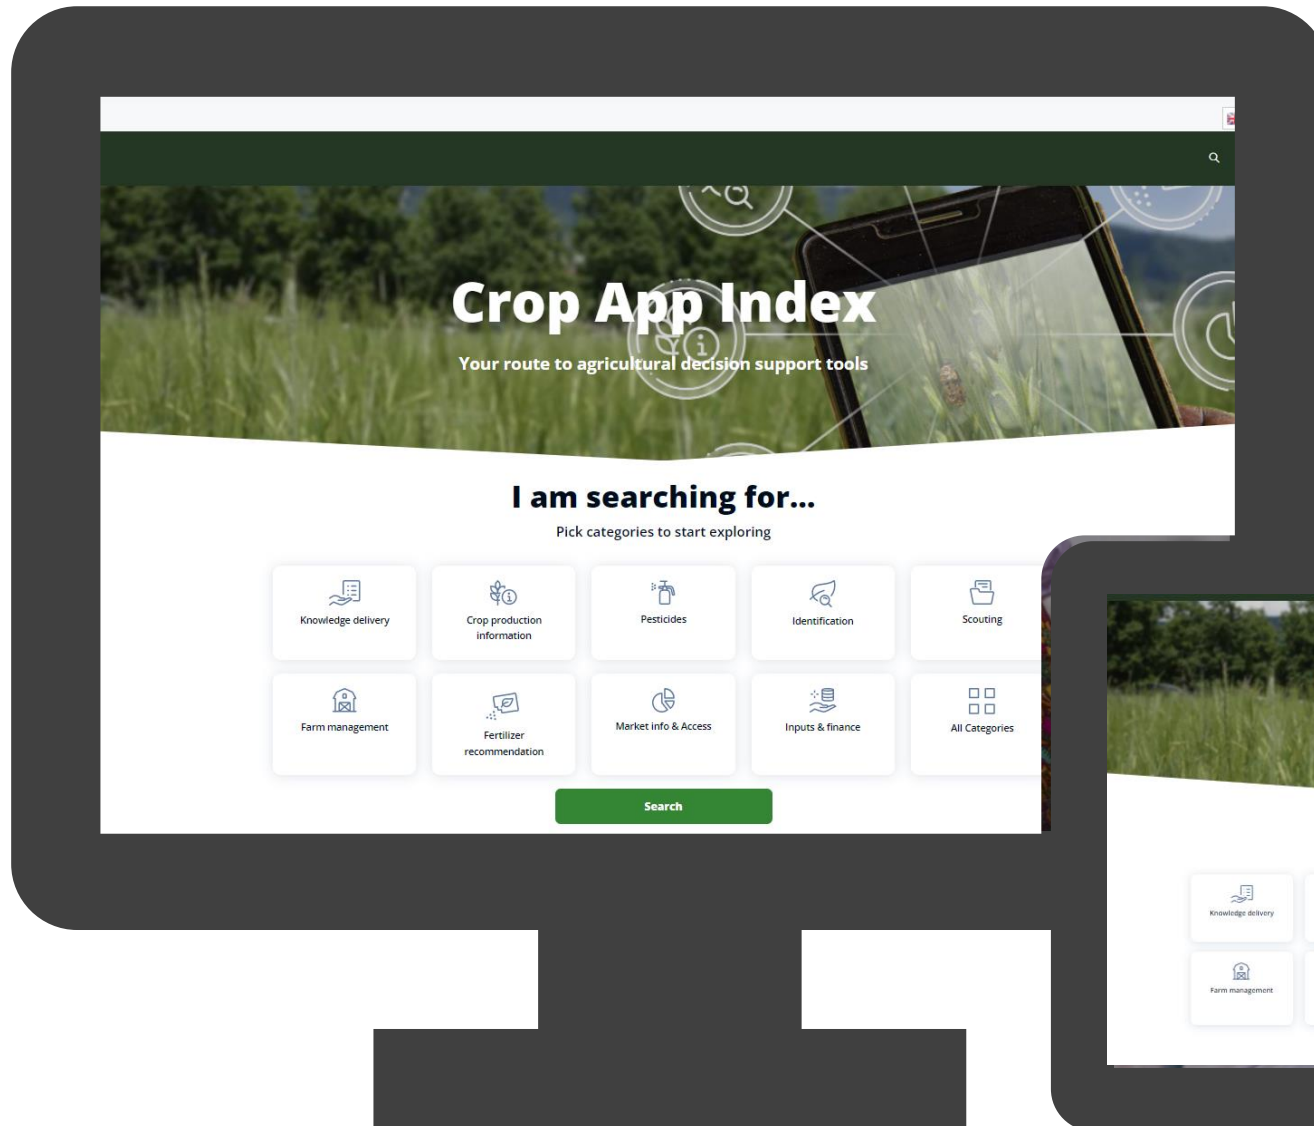 Crop App Index
Your route to agricultural decision support tools
I am searching for...
Pick categories to start exploring
Knowledge delivery
Crop production
information
Pesticides
Identification
Scouting
Farm management
Fertilizer
recommendation
Market info & Access
Inputs & finance
All Categories
Search
Knowledge delivery
Farm management